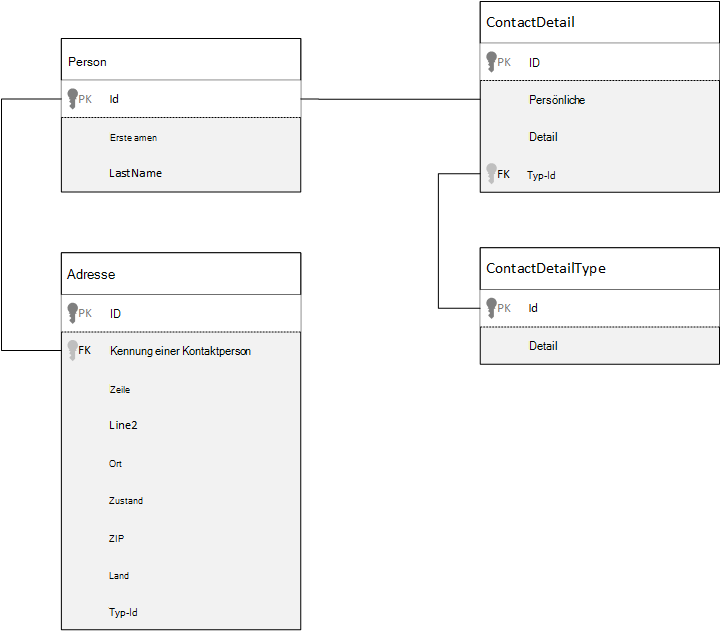 Person
PK Id
Erste amen
LastName
Adresse
PK ID
FK Kennung einer Kontaktperson
Zeile
Line2
Ort
Zustand
ZIP
Land
Typ-Id
ContactDetail
PK ID
Persönliche
Detail
FK Typ-Id
ContactDetailType
PK Id
Detail